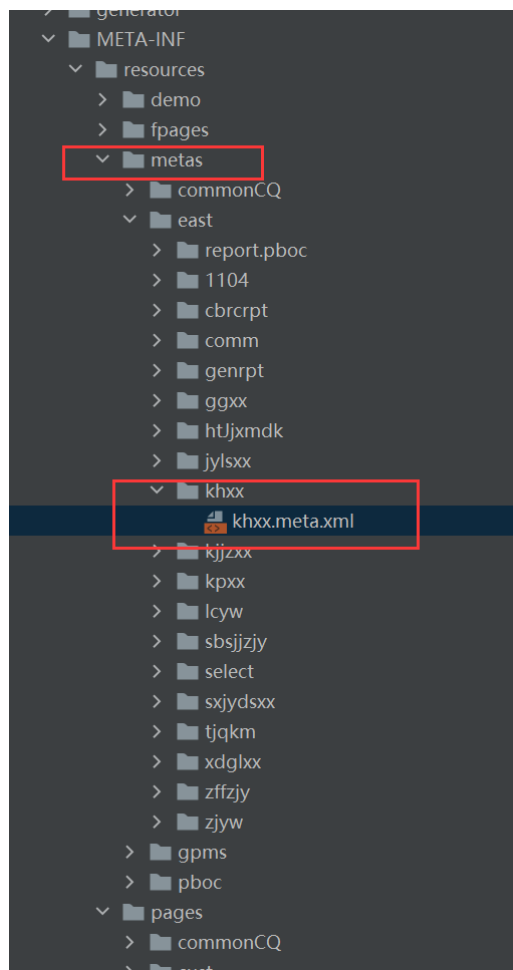 generator
META-INF
resources
demo
fpages
metas
commonCQ
east
report.pboc
1104
cbrcrpt
comm
genrpt
ggxx
htJjxmdk
jylsxx
khxx
khxx.meta.xml
kjjzxx
kpxx
lcyw
sbsjjzjy
select
sxjydsxx
tjqkm
xdglxx
zffzjy
zjyw
gpms
pboc
pages
commonCQ